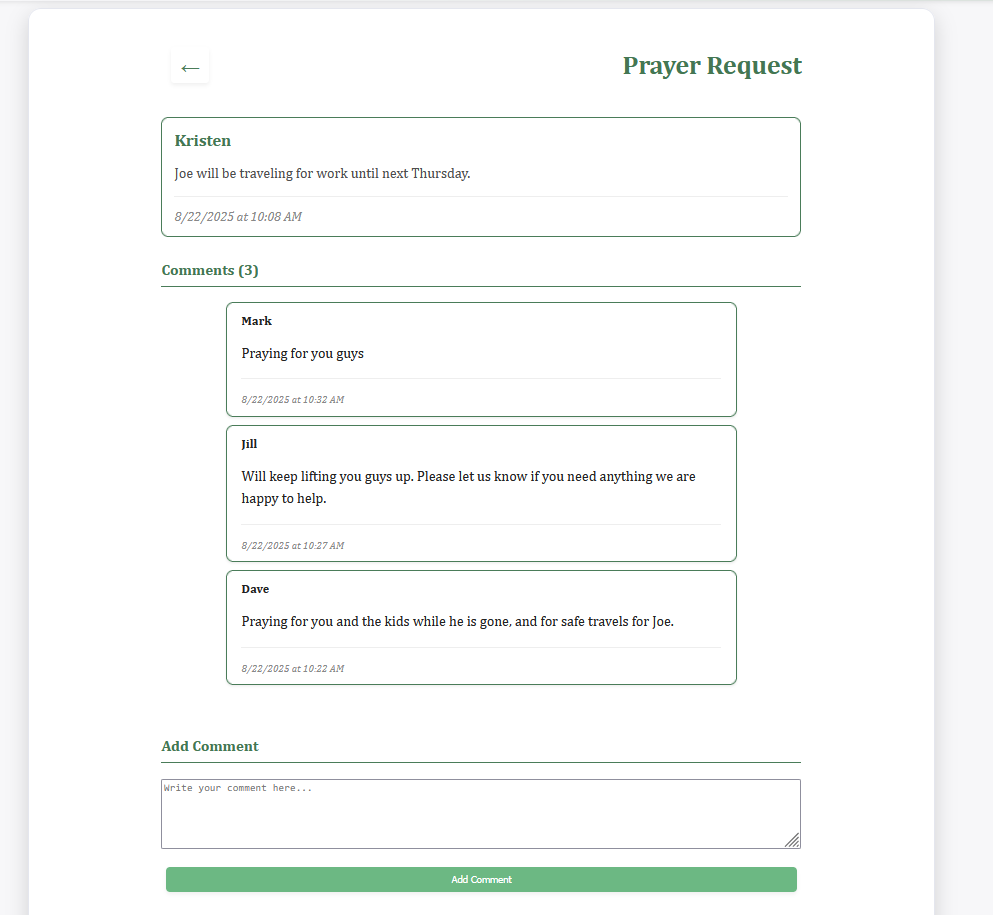 ←
Prayer Request
Kristen
Joe will be traveling for work until next Thursday.
8/22/2025 at 10:08 AM
Comments (3)
Mark
Praying for you guys
8/22/2025 at 10:32 AM
Jill
Will keep lifting you guys up. Please let us know if you need anything we are
happy to help.
8/22/2025 at 10:27 AM
Dave
Praying for you and the kids while he is gone, and for safe travels for Joe.
8/22/2025 at 10:22 AM
Add Comment
Write your comment here...
Add Comment